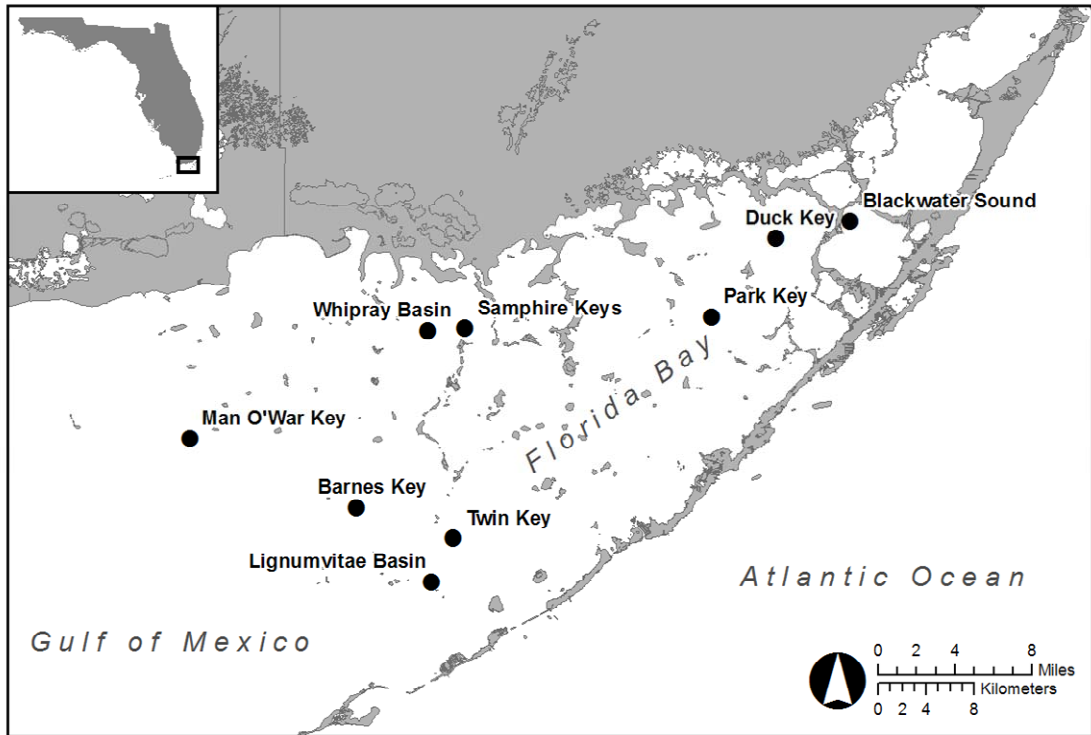 Blackwater Sound
Duck Key
Park Key
Whipray Basin
Samphire Keys
Florida Bay
Man O'War Key
Barnes Key
Twin Key
Lignumvitae Basin
Atlantic Ocean
Gulf of Mexico
0 2 4 8
Miles
Kilometers
0 2 4 8